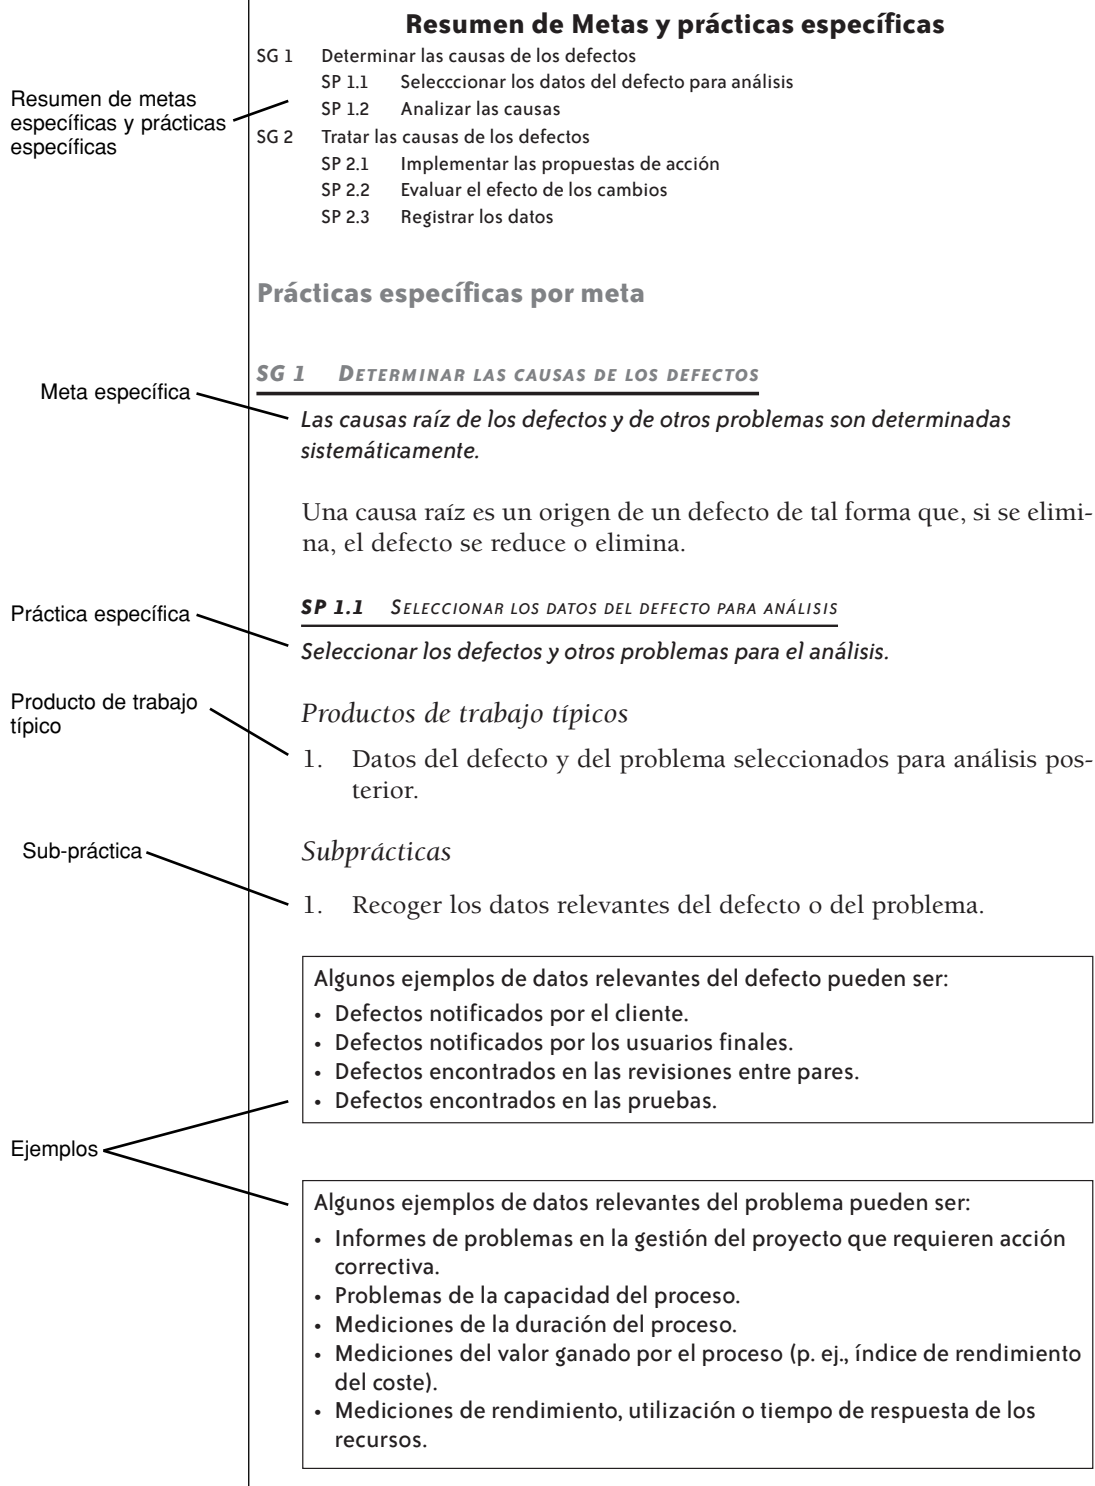 Resumen de Metas y prácticas específicas
SG 1 Determinar las causas de los defectos
SP 1.1 Selecccionar los datos del defecto para análisis
SP 1.2 Analizar las causas
SG 2 Tratar las causas de los defectos
SP 2.1 Implementar las propuestas de acción
SP 2.2 Evaluar el efecto de los cambios
SP 2.3 Registrar los datos
Resumen de metas
específicas y prácticas
específicas
Prácticas específicas por meta
SG 1 DETERMINAR LAS CAUSAS DE LOS DEFECTOS
Meta específica
Las causas raíz de los defectos y de otros problemas son determinadas
sistemáticamente.
Una causa raíz es un origen de un defecto de tal forma que, si se elimi-
na, el defecto se reduce o elimina.
SP 1.1 SELECCIONAR LOS DATOS DEL DEFECTO PARA ANÁLISIS
Práctica específica
Seleccionar los defectos y otros problemas para el análisis.
Producto de trabajo
típico
Productos de trabajo típicos
1. Datos del defecto y del problema seleccionados para análisis pos-
terior.
Sub-práctica
Subprácticas
1. Recoger los datos relevantes del defecto o del problema.
Algunos ejemplos de datos relevantes del defecto pueden ser:
• Defectos notificados por el cliente.
• Defectos notificados por los usuarios finales.
• Defectos encontrados en las revisiones entre pares.
• Defectos encontrados en las pruebas.
Ejemplos
Algunos ejemplos de datos relevantes del problema pueden ser:
• Informes de problemas en la gestión del proyecto que requieren acción
correctiva.
• Problemas de la capacidad del proceso.
• Mediciones de la duración del proceso.
• Mediciones del valor ganado por el proceso (p. ej., índice de rendimiento
del coste).
• Mediciones de rendimiento, utilización o tiempo de respuesta de los
recursos.